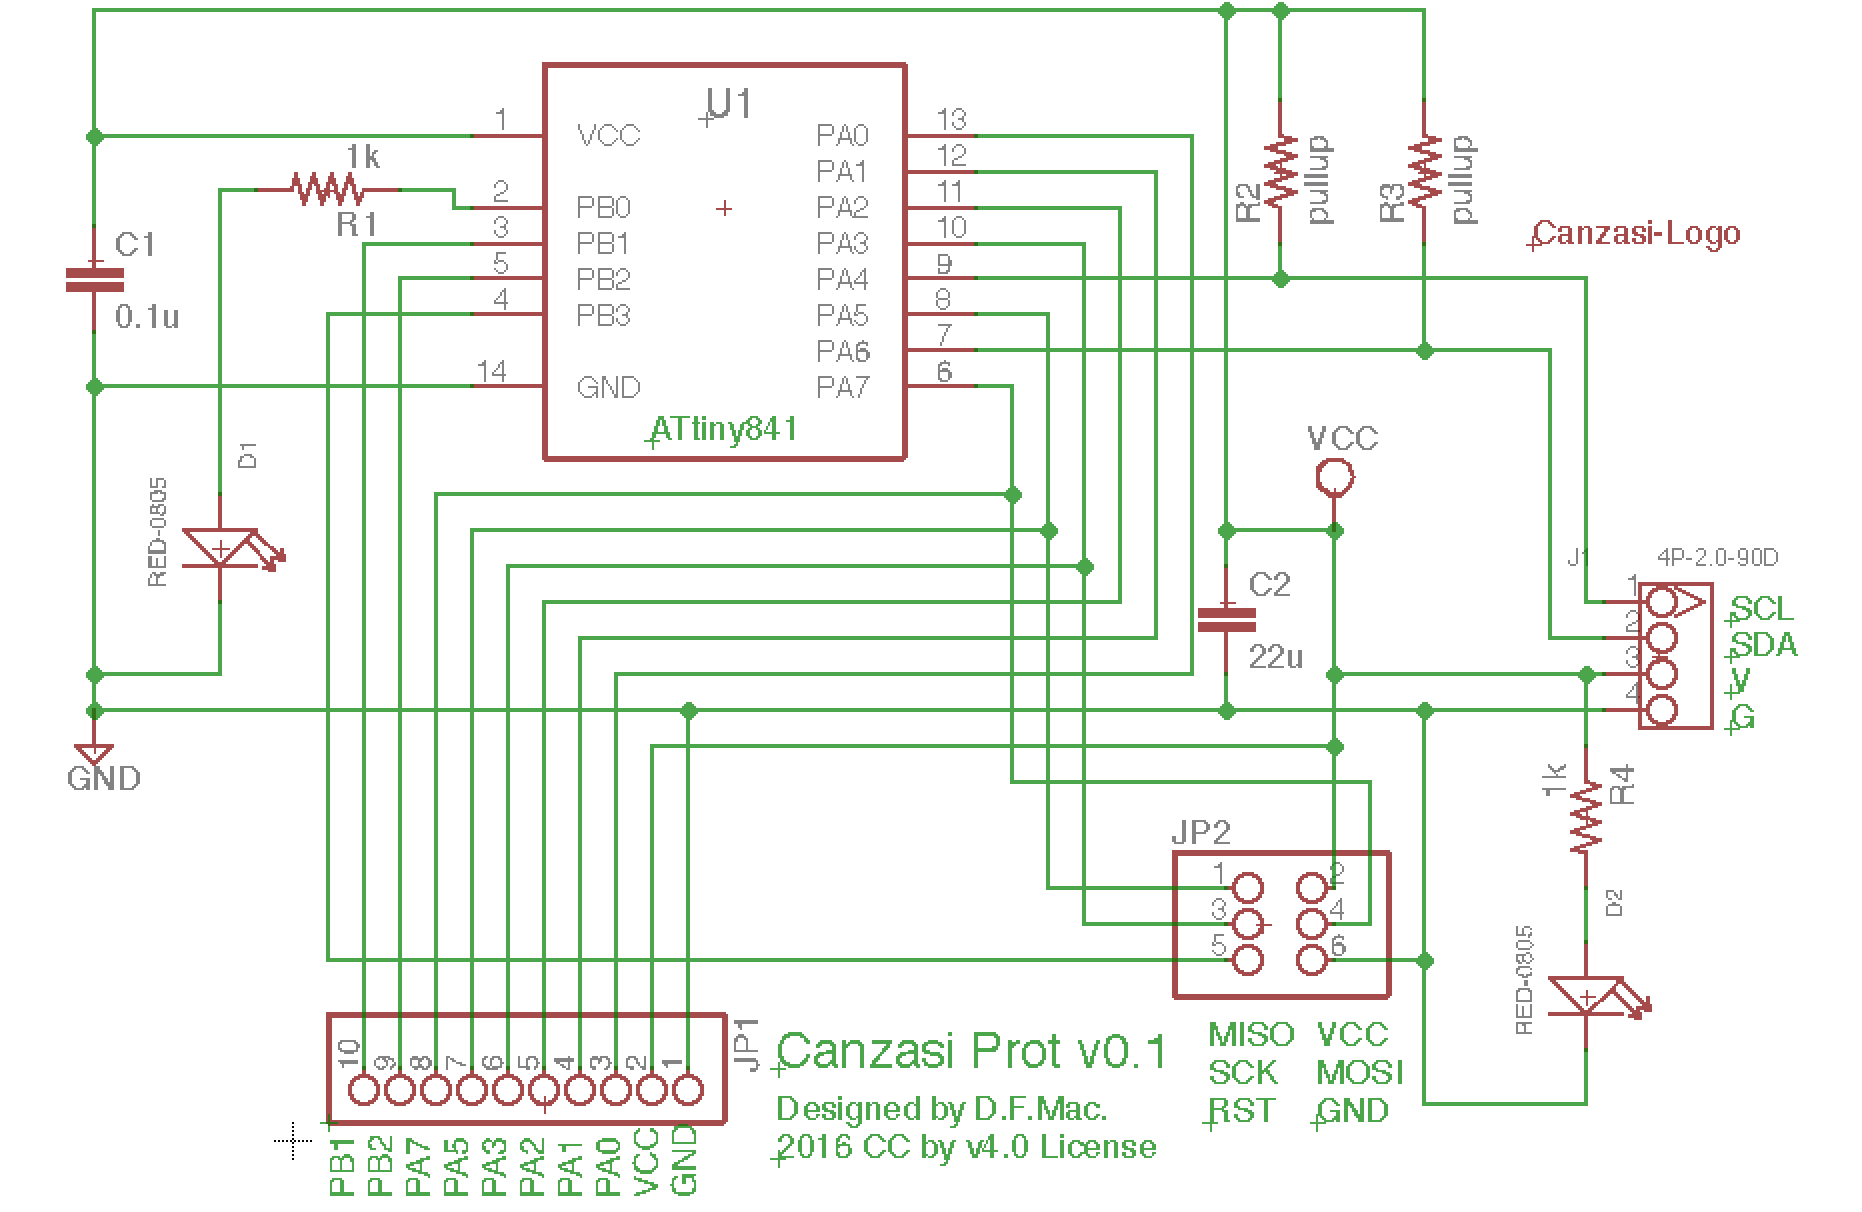 U1
1
VCC
PA0
13
1k
PA1
12
2
PB0
PA2
11
R1
3
PB1
PA3
10
5
PB2
PA4
9
4
PB3
PA5
8
PA6
7
14
GND
PA7
6
ATtiny841
C1
0.1u
R2
pullup
R3
pullup
Canzasi-Logo
D1
RED-0805
VCC
C2
22u
J1
4P-2.0-90D
1
SCL
2
SDA
3
V
4
G
GND
1k
R4
JP2
1
2
3
4
5
6
D2
RED-0805
MISO VCC
SCK MOSI
RST GND
10
9
8
7
6
5
4
3
2
1
JP1
PB1
PB2
PA7
PA5
PA3
PA2
PA1
PA0
VCC
GND
Canzasi Prot v0.1
Designed by D.F.Mac.
2016 CC by v4.0 License